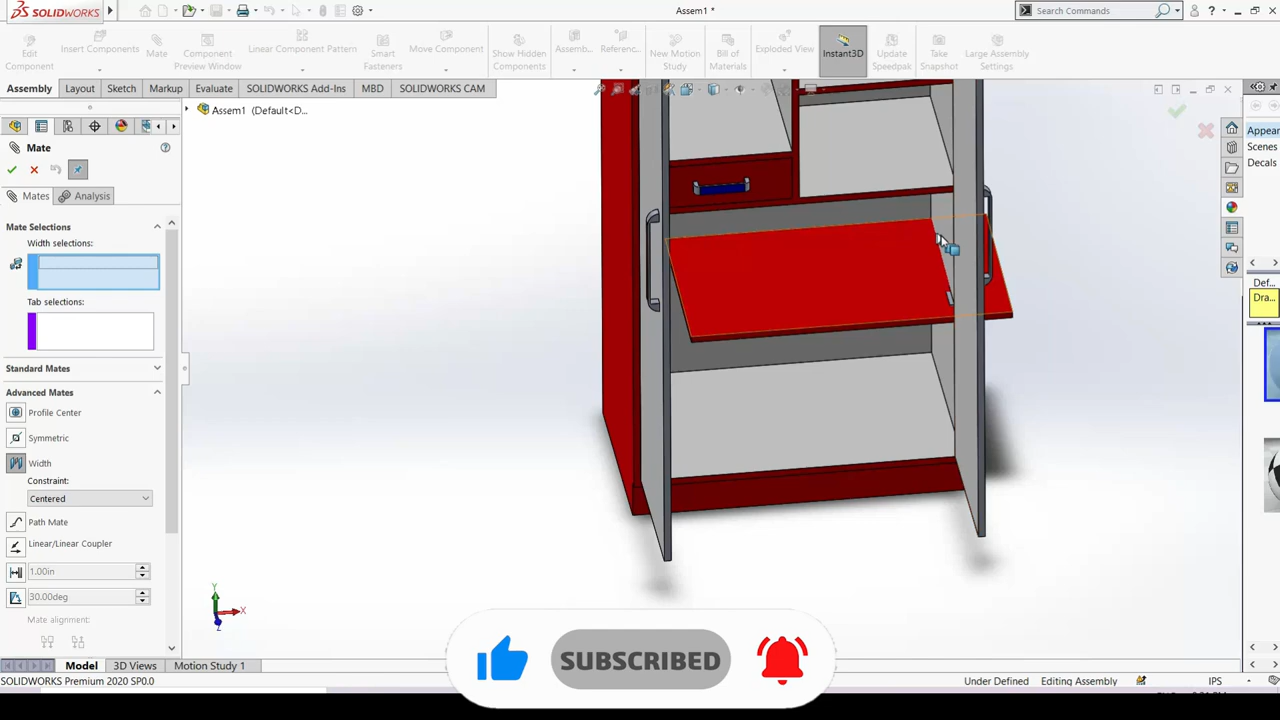 SOLIDWORKS
Assem1 *
Search Commands
Edit Component
Insert Components
Mate
Component Preview Window
Linear Component Pattern
Smart Fasteners
Move Component
Show Hidden Components
Assemb...
Referenc...
New Motion Study
Bill of Materials
Exploded View
Instant3D
Update Speedpak
Take Snapshot
Large Assembly Settings
Assembly
Layout
Sketch
Markup
Evaluate
SOLIDWORKS Add-Ins
MBD
SOLIDWORKS CAM
Assem1 (Default<D...
Mate
Mates
Analysis
Mate Selections
Width selections:
Tab selections:
Standard Mates
Advanced Mates
Profile Center
Symmetric
Width
Constraint:
Centered
Path Mate
Linear/Linear Coupler
1.00in
30.00deg
Mate alignment:
Appear
Scenes
Decals
Def...
Dra...
Y
X
Z
SUBSCRIBED
Model
3D Views
Motion Study 1
SOLIDWORKS Premium 2020 SP0.0
Under Defined
Editing Assembly
IPS